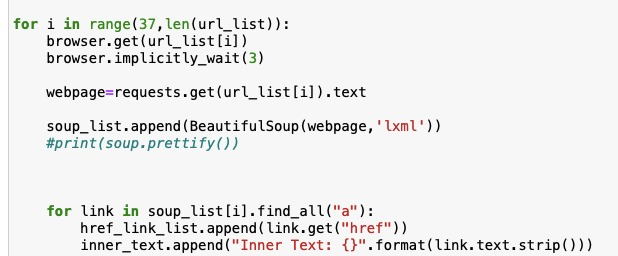 for i in range(37,len(url_list)):
    browser.get(url_list[i])
    browser.implicitly_wait(3)
    webpage=requests.get(url_list[i]).text
    soup_list.append(BeautifulSoup(webpage,'lxml'))
    #print(soup.prettify())
    for link in soup_list[i].find_all("a"):
        href_link_list.append(link.get("href"))
        inner_text.append("Inner Text: {}".format(link.text.strip()))